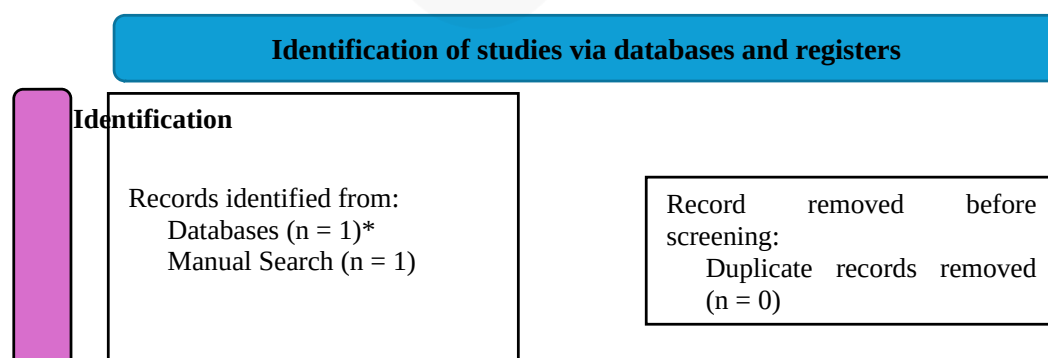 Identification of studies via databases and registers
Identification
Records identified from:
Databases (n = 1)*
Manual Search (n = 1)
Record removed before
screening:
Duplicate records removed
(n = 0)